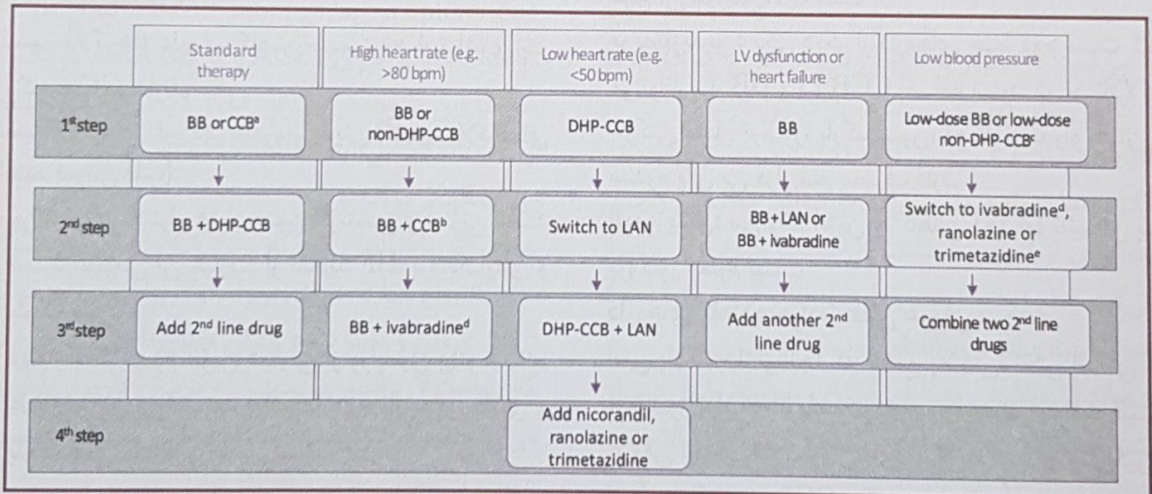 Standard
therapy
High heart rate (e.g.
>80 bpm)
Low heart rate (e.g.
<50 bpm)
LV dysfunction or
heart failure
Low blood pressure
1st step
BB or CCBa
BB or
non-DHP-CCB
DHP-CCB
BB
Low-dose BB or low-dose
non-DHP-CCBc
2nd step
BB + DHP-CCB
BB + CCBb
Switch to LAN
BB + LAN or
BB + ivabradine
Switch to ivabradined,
ranolazine or
trimetazidinee
3rd step
Add 2nd line drug
BB + ivabradined
DHP-CCB + LAN
Add another 2nd
line drug
Combine two 2nd line
drugs
4th step
Add nicorandil,
ranolazine or
trimetazidine